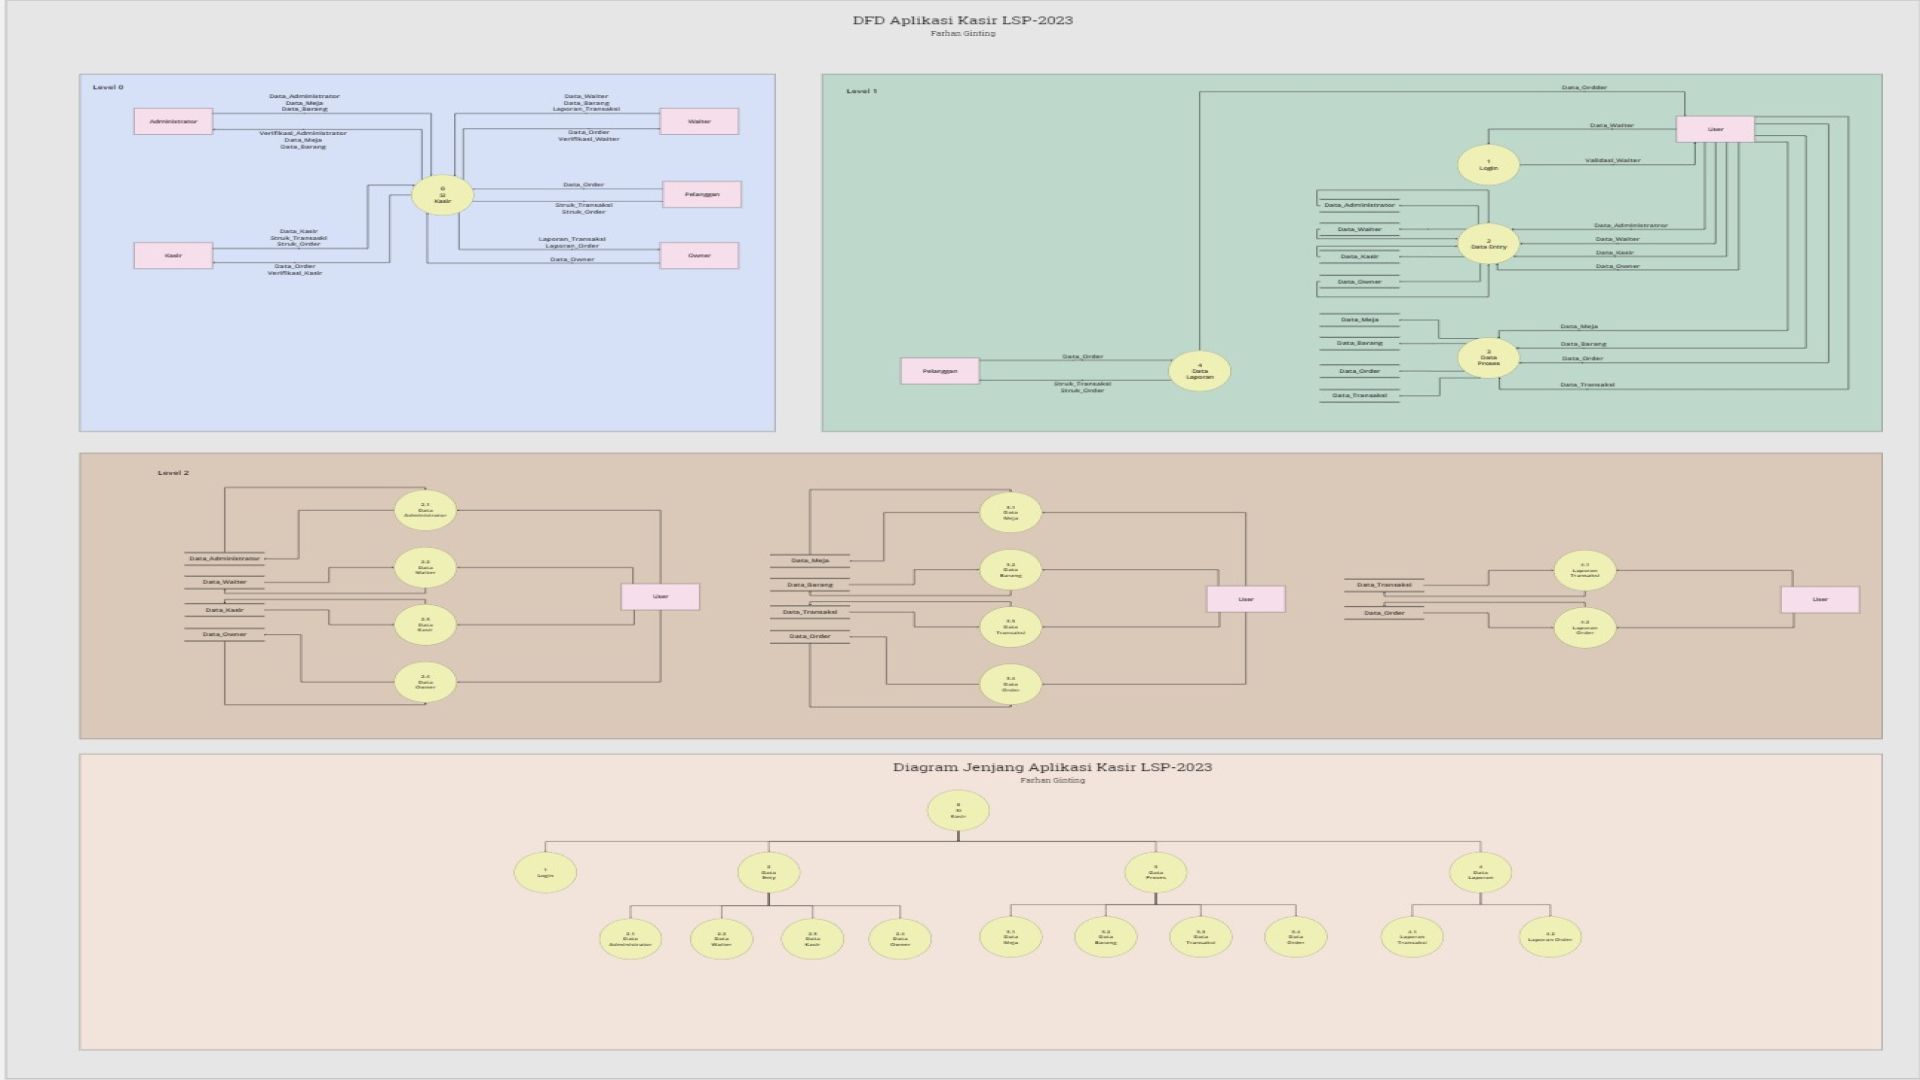 DFD Aplikasi Kasir LSP-2023
Farhan Ginting
Level 0
Data_Administrator
Data_Meja
Data_Barang
Administrator
Verifikasi_Administrator
Data_Meja
Data_Barang
Data_Waiter
Data_Barang
Laporan_Transaksi
Waiter
Data_Order
Verifikasi_Waiter
0
SI
Kasir
Data_Order
Pelanggan
Struk_Transaksi
Struk_Order
Data_Kasir
Struk_Transaksi
Struk_Order
Kasir
Data_Order
Verifikasi_Kasir
Laporan_Transaksi
Laporan_Order
Owner
Data_Owner
Level 1
Data_Ordder
User
Data_Waiter
1
Login
Validasi_Waiter
Data_Administrator
Data_Waiter
Data_Kasir
Data_Owner
2
Data Entry
Data_Administrator
Data_Waiter
Data_Kasir
Data_Owner
Data_Meja
Data_Barang
Data_Order
Data_Transaksi
3
Data
Proses
Data_Meja
Data_Barang
Data_Order
Data_Transaksi
Pelanggan
Data_Order
Struk_Transaksi
Struk_Order
4
Data
Laporan
Level 2
2.1
Data
Administrator
2.2
Data
Waiter
2.3
Data
Kasir
2.4
Data
Owner
Data_Administrator
Data_Waiter
Data_Kasir
Data_Owner
User
3.1
Data
Meja
3.2
Data
Barang
3.3
Data
Transaksi
3.4
Data
Order
Data_Meja
Data_Barang
Data_Transaksi
Data_Order
User
4.1
Laporan
Transaksi
4.2
Laporan
Order
Data_Transaksi
Data_Order
User
Diagram Jenjang Aplikasi Kasir LSP-2023
Farhan Ginting
0
SI
Kasir
1
Login
2
Data
Entry
3
Data
Proses
4
Data
Laporan
2.1
Data
Administrator
2.2
Data
Waiter
2.3
Data
Kasir
2.4
Data
Owner
3.1
Data
Meja
3.2
Data
Barang
3.3
Data
Transaksi
3.4
Data
Order
4.1
Laporan
Transaksi
4.2
Laporan Order